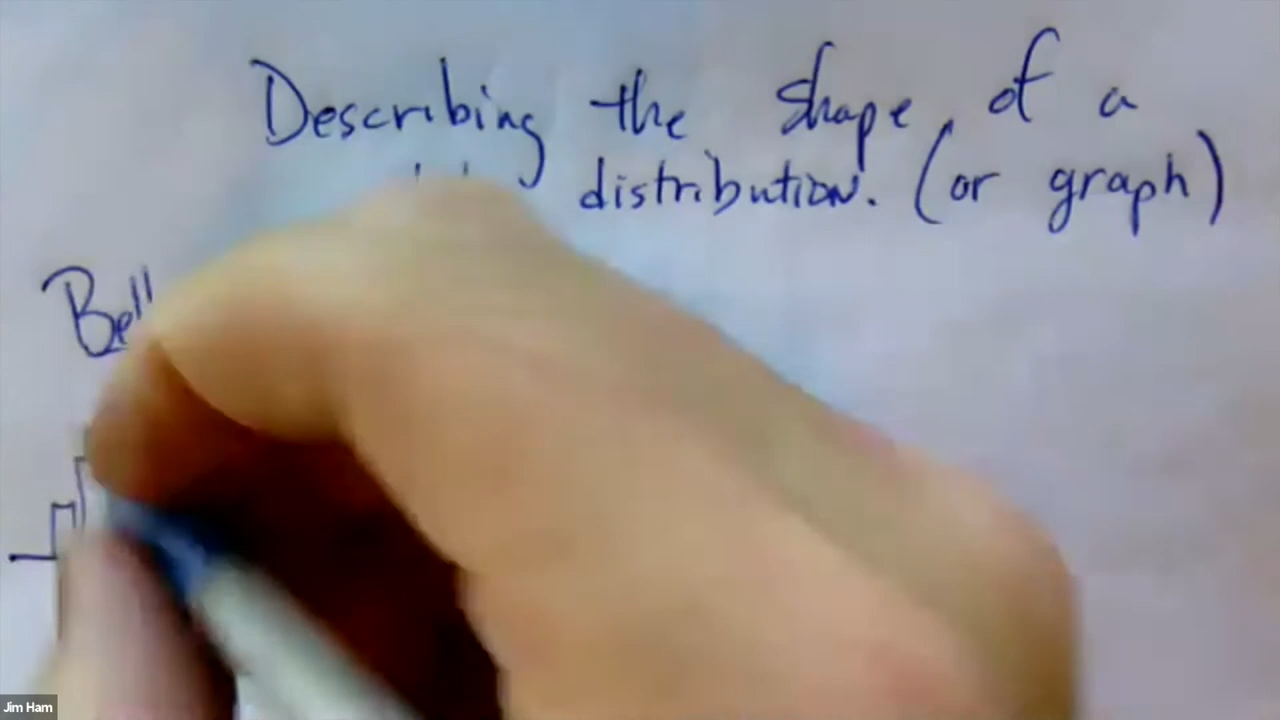 Describing the shape of a
distribution. (or graph)
Bell
Jim Ham